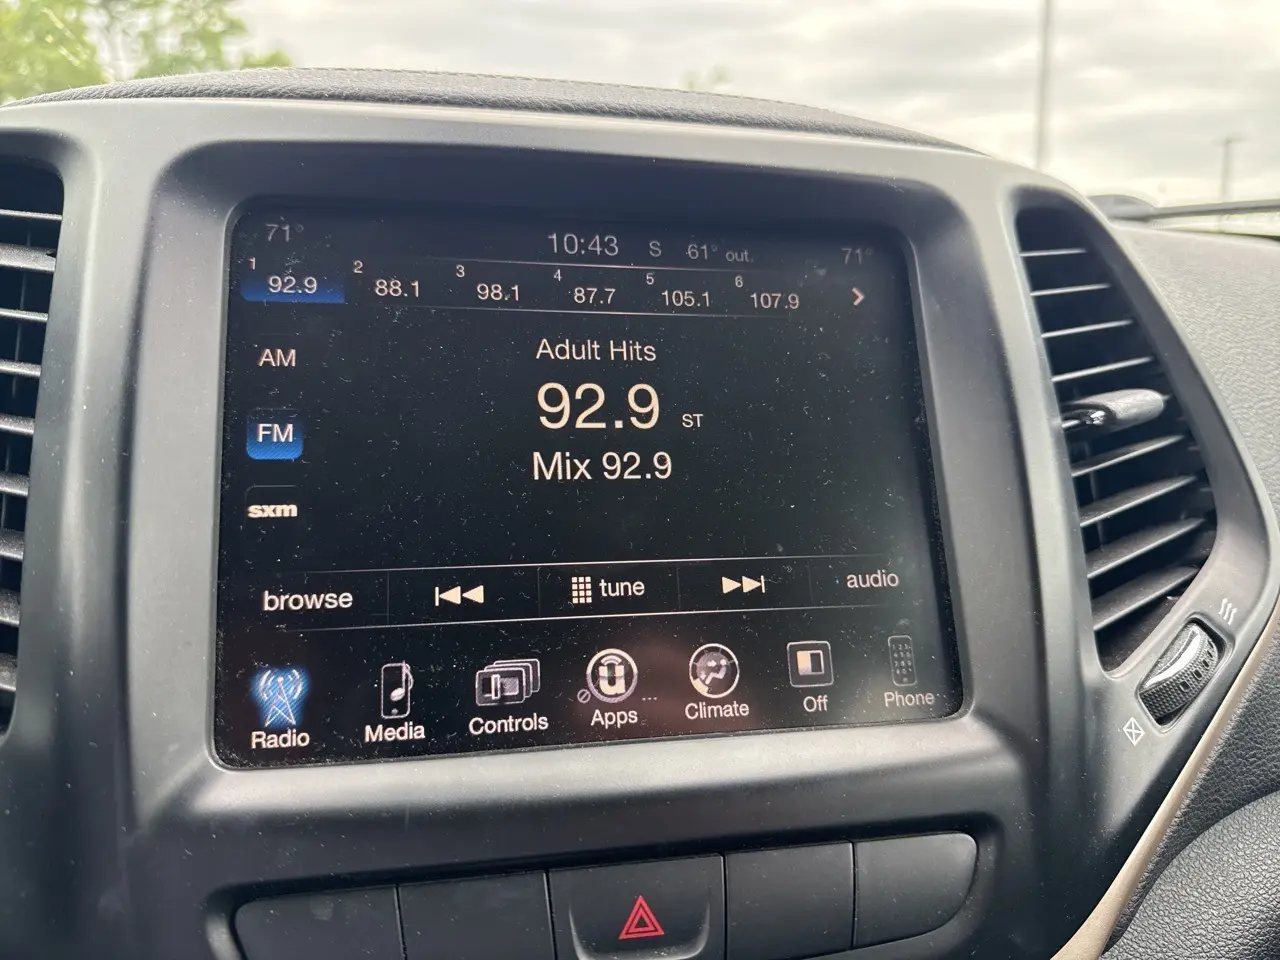 71°
10:43 S 61° out.
71°
1 92.9
2 88.1
3 98.1
4 87.7
5 105.1
6 107.9
AM
FM
sxm
Adult Hits
92.9 ST
Mix 92.9
browse
tune
audio
Radio
Media
Controls
u
Apps
Climate
Off
Phone